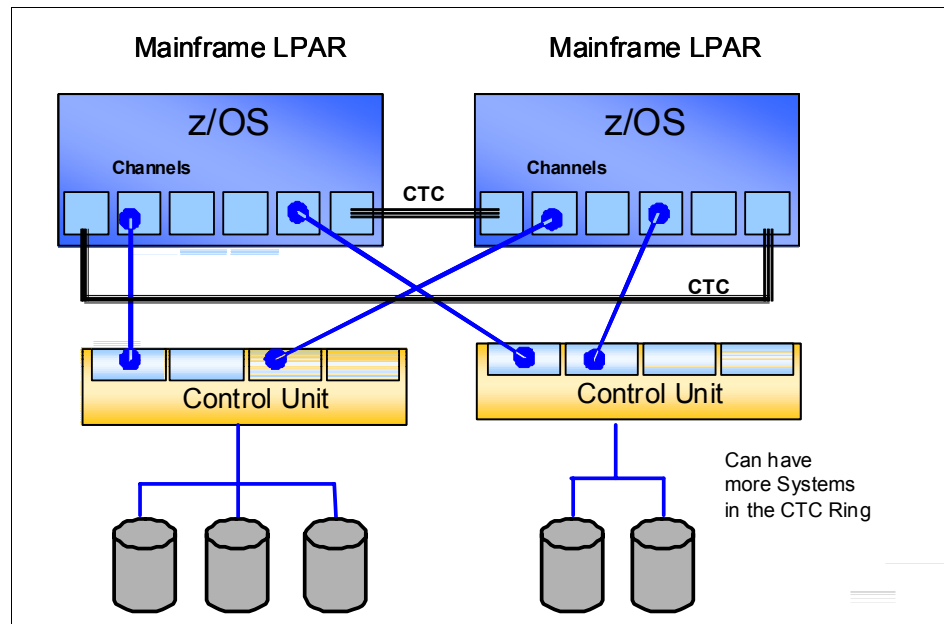 Mainframe LPAR
Mainframe LPAR
z/OS
z/OS
Channels
Channels
CTC
CTC
Control Unit
Control Unit
Can have
more Systems
in the CTC Ring